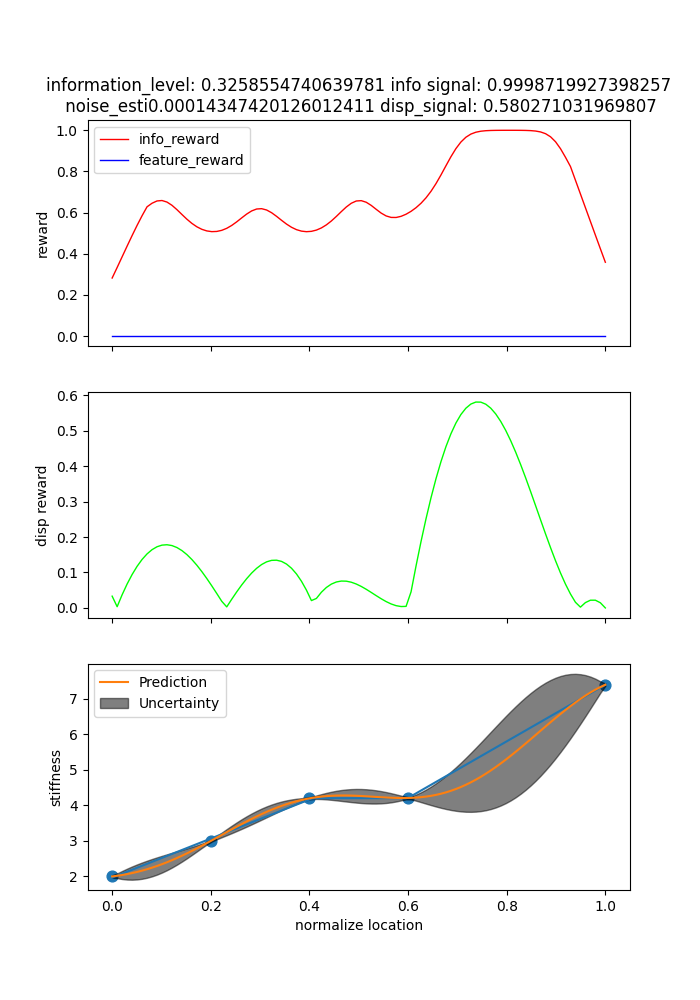 information_level: 0.3258554740639781 info signal: 0.9998719927398257
noise_esti0.00014347420126012411 disp_signal: 0.580271031969807
1.0
0.8
0.6
0.4
0.2
0.0
reward
info_reward
feature_reward
0.6
0.5
0.4
0.3
0.2
0.1
0.0
disp reward
7
6
5
4
3
2
stiffness
Prediction
Uncertainty
0.0 0.2 0.4 0.6 0.8 1.0
normalize location